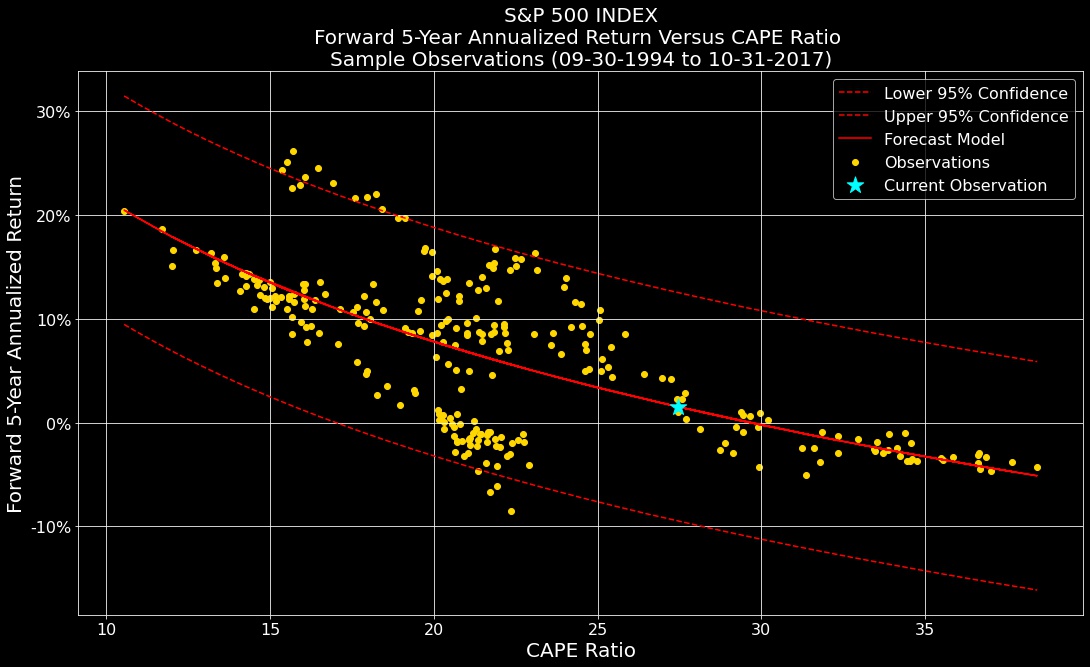 S&P 500 INDEX
Forward 5-Year Annualized Return Versus CAPE Ratio
Sample Observations (09-30-1994 to 10-31-2017)
Lower 95% Confidence
Upper 95% Confidence
Forecast Model
Observations
Current Observation
Forward 5-Year Annualized Return
30%
20%
10%
0%
-10%
10 15 20 25 30 35
CAPE Ratio